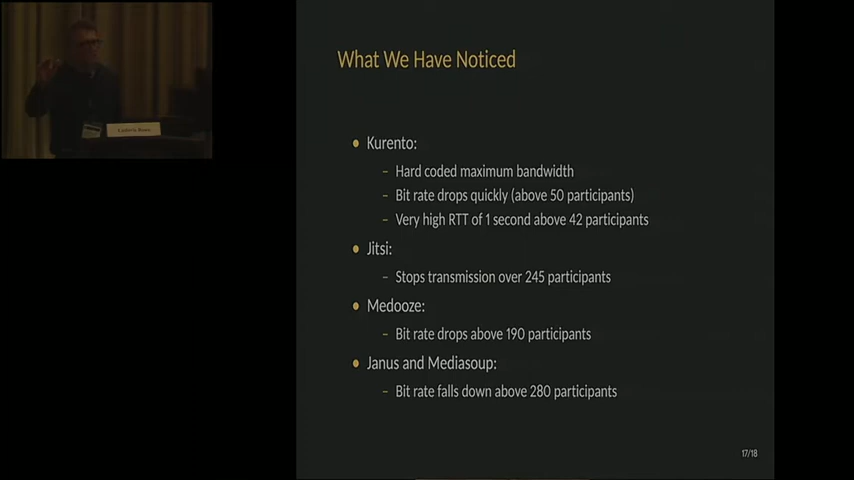 What We Have Noticed
• Kurento:
– Hard coded maximum bandwidth
– Bit rate drops quickly (above 50 participants)
– Very high RTT of 1 second above 42 participants
• Jitsi:
– Stops transmission over 245 participants
• Medooze:
– Bit rate drops above 190 participants
• Janus and Mediasoup:
– Bit rate falls down above 280 participants
17/18